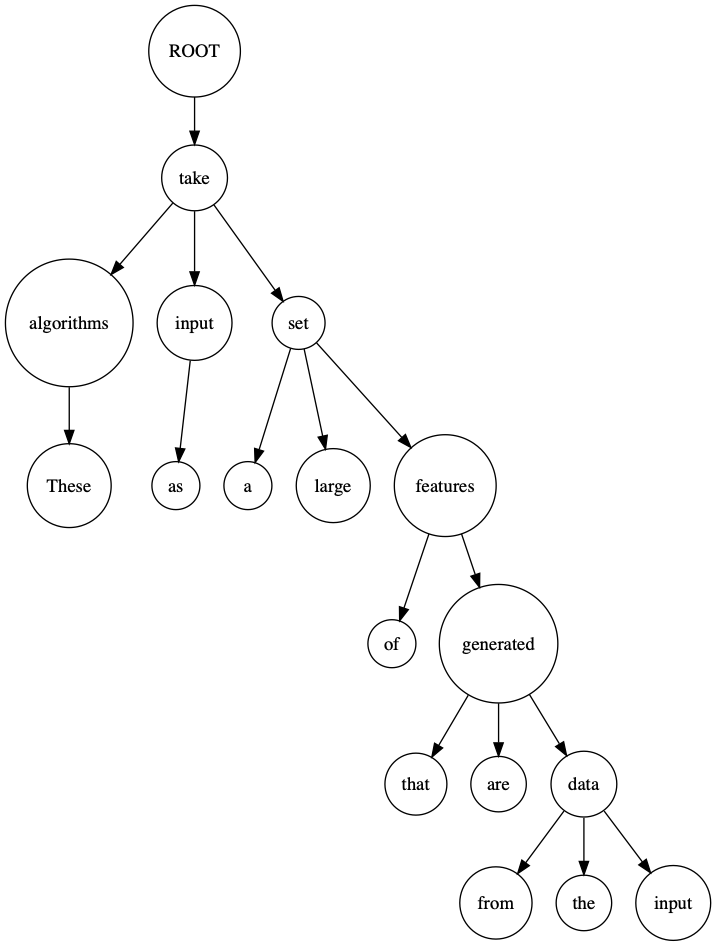 ROOT
take
algorithms
input
set
These
as
a
large
features
of
generated
that
are
data
from
the
input